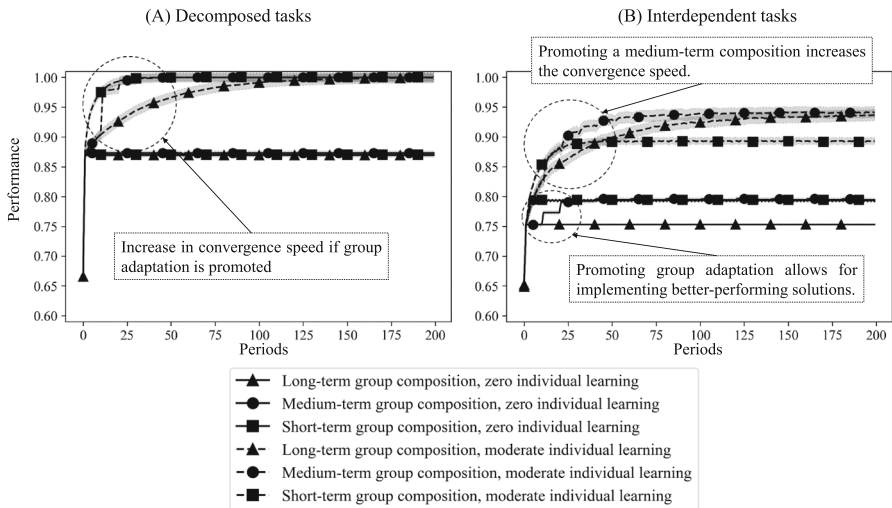 (A) Decomposed tasks
1.00
0.95
0.90
0.85
0.80
0.75
0.70
0.65
0.60
Performance
Increase in convergence speed if group
adaptation is promoted
0 25 50 75 100 125 150 175 200
Periods
(B) Interdependent tasks
Promoting a medium-term composition increases
the convergence speed.
1.00
0.95
0.90
0.85
0.80
0.75
0.70
0.65
0.60
Promoting group adaptation allows for
implementing better-performing solutions.
0 25 50 75 100 125 150 175 200
Periods
Long-term group composition, zero individual learning
Medium-term group composition, zero individual learning
Short-term group composition, zero individual learning
Long-term group composition, moderate individual learning
Medium-term group composition, moderate individual learning
Short-term group composition, moderate individual learning